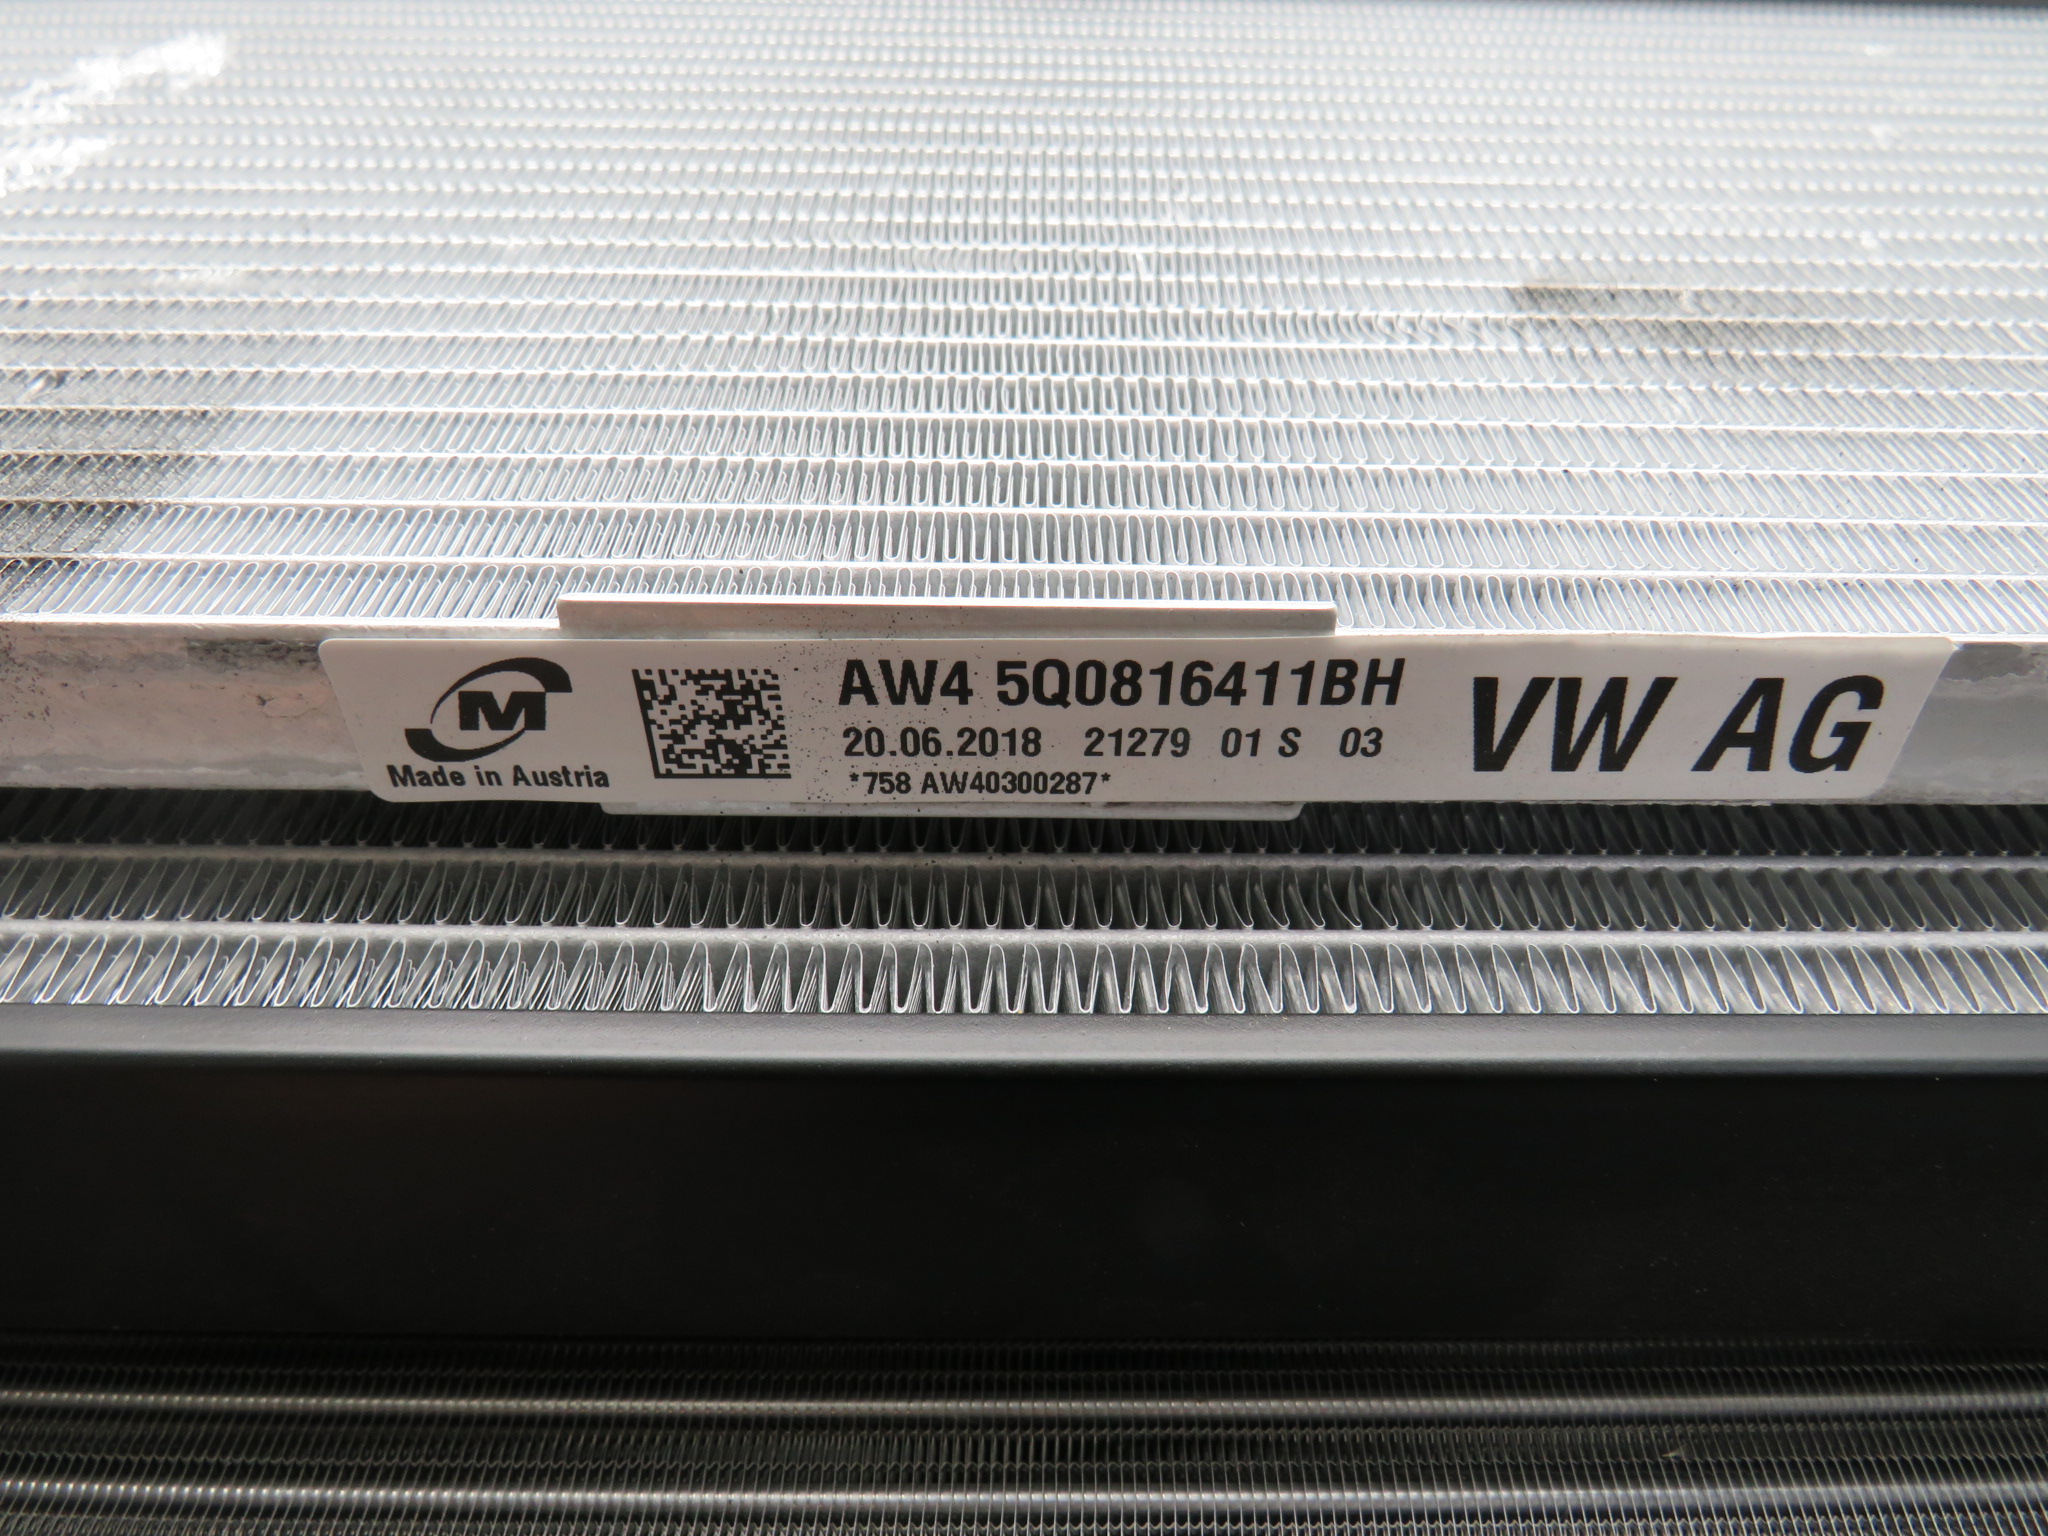 M
Made in Austria
AW4 5Q0816411BH
20.06.2018 21279 01 S 03
*758 AW40300287*
VW AG